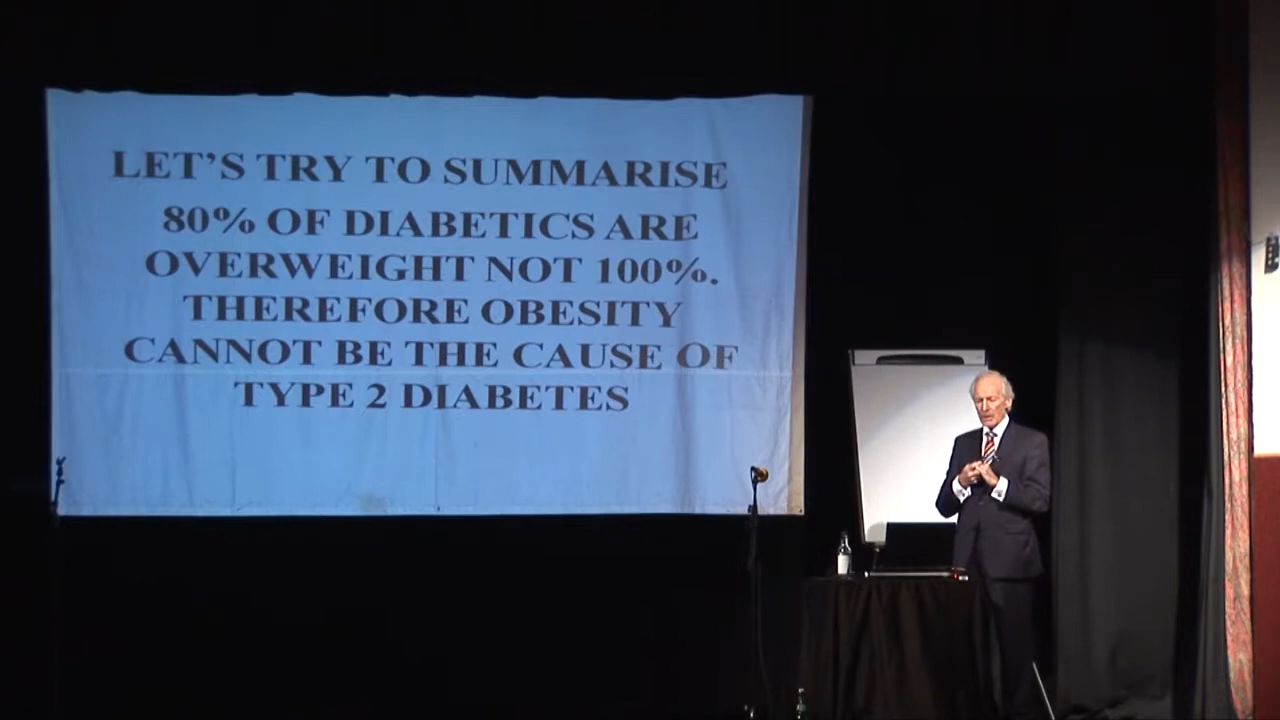 LET'S TRY TO SUMMARISE
80% OF DIABETICS ARE
OVERWEIGHT NOT 100%.
THEREFORE OBESITY
CANNOT BE THE CAUSE OF
TYPE 2 DIABETES